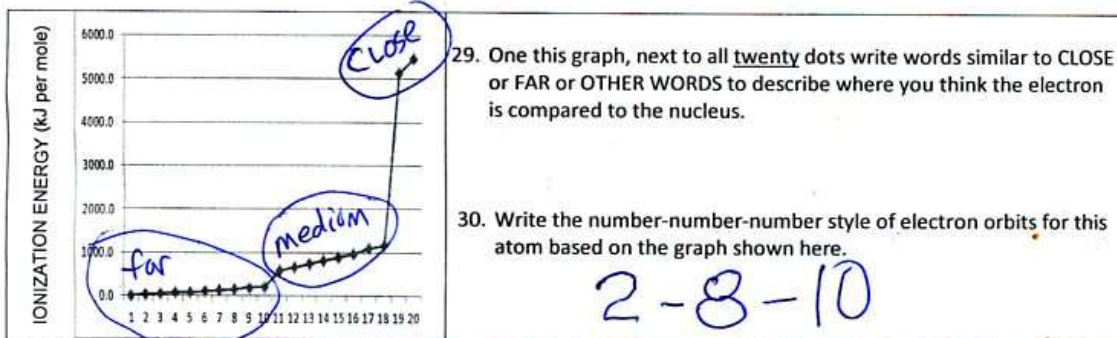 IONIZATION ENERGY (kJ per mole)
6000.0
5000.0
4000.0
3000.0
2000.0
1000.0
0.0
1 2 3 4 5 6 7 8 9 10 11 12 13 14 15 16 17 18 19 20
close
medium
far
29. One this graph, next to all twenty dots write words similar to CLOSE
or FAR or OTHER WORDS to describe where you think the electron
is compared to the nucleus.
30. Write the number-number-number style of electron orbits for this
atom based on the graph shown here.
2-8-10